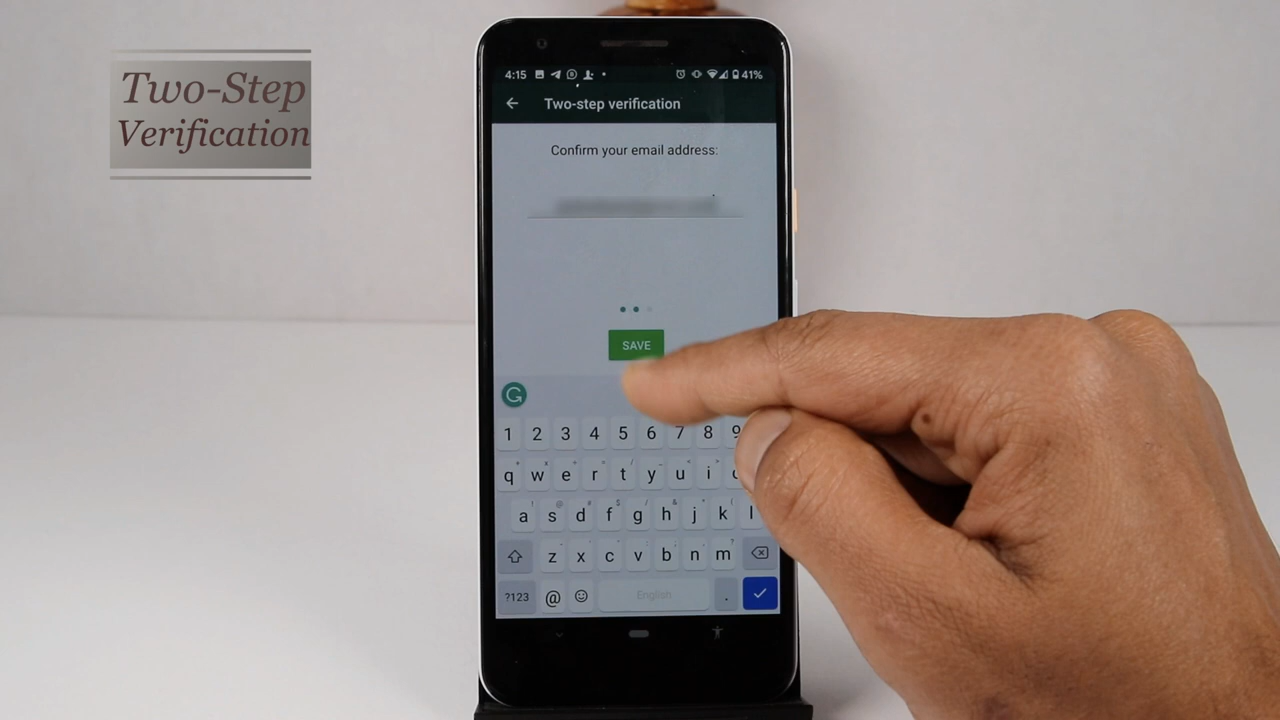 Two-Step
Verification
4:15 41%
Two-step verification
Confirm your email address:
SAVE
1 2 3 4 5 6 7 8 9
q w e r t y u i
a s d f g h j k l
z x c v b n m
?123 @ English .